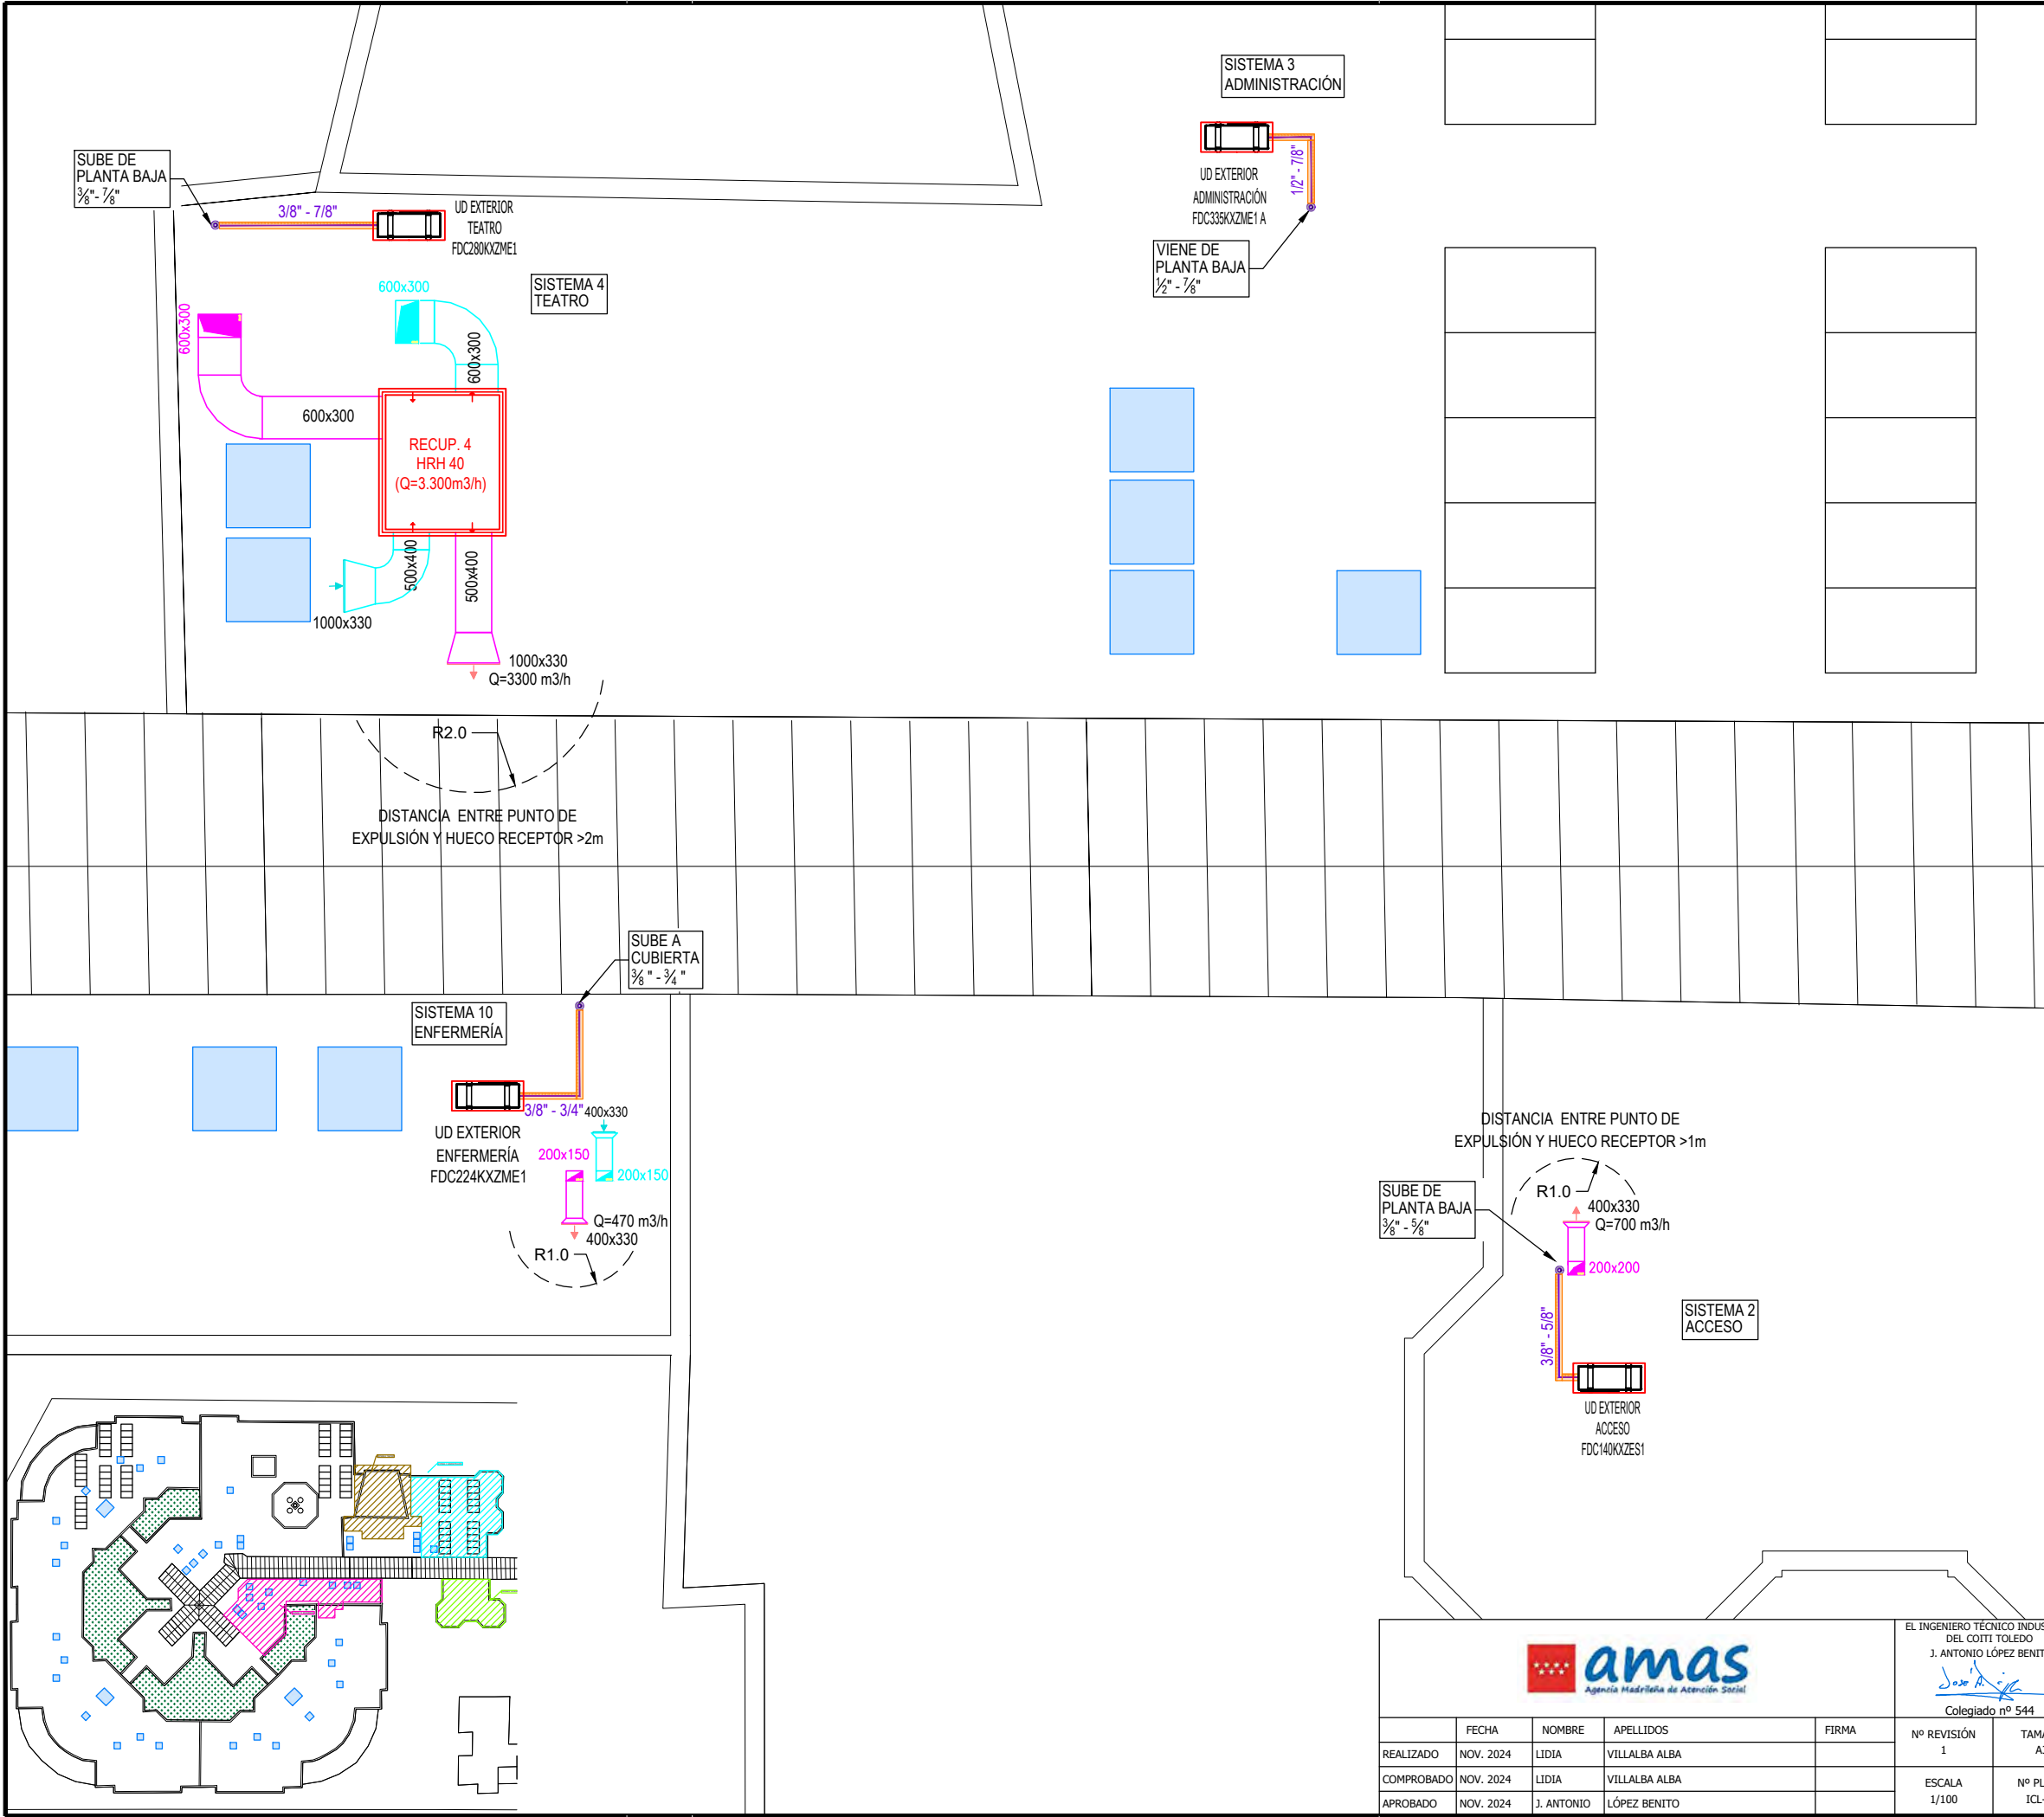 SISTEMA 3
ADMINISTRACIÓN
UD EXTERIOR
ADMINISTRACIÓN
FDC335KXZME1 A
1/2" - 7/8"
VIENE DE
PLANTA BAJA
1/2" - 7/8"
SUBE DE
PLANTA BAJA
3/8"- 7/8"
3/8" - 7/8"
UD EXTERIOR
TEATRO
FDC280KXZME1
SISTEMA 4
TEATRO
600x300
600x300
600x300
600x300
RECUP. 4
HRH 40
(Q=3.300m3/h)
500x400
500x400
1000x330
1000x330
Q=3300 m3/h
R2.0
DISTANCIA ENTRE PUNTO DE
EXPULSIÓN Y HUECO RECEPTOR >2m
SUBE A
CUBIERTA
3/8 " - 3/4 "
SISTEMA 10
ENFERMERÍA
3/8" - 3/4"
400x330
UD EXTERIOR
ENFERMERÍA
FDC224KXZME1
200x150
200x150
Q=470 m3/h
400x330
R1.0
DISTANCIA ENTRE PUNTO DE
EXPULSIÓN Y HUECO RECEPTOR >1m
SUBE DE
PLANTA BAJA
3/8" - 5/8"
R1.0
400x330
Q=700 m3/h
200x200
3/8" - 5/8"
SISTEMA 2
ACCESO
UD EXTERIOR
ACCESO
FDC140KXZES1
amas
Agencia Madrileña de Atención Social
EL INGENIERO TÉCNICO INDUS
DEL COITI TOLEDO
J. ANTONIO LÓPEZ BENIT
Colegiado nº 544
FECHA NOMBRE APELLIDOS FIRMA
REALIZADO NOV. 2024 LIDIA VILLALBA ALBA
COMPROBADO NOV. 2024 LIDIA VILLALBA ALBA
APROBADO NOV. 2024 J. ANTONIO LÓPEZ BENITO
Nº REVISIÓN
1
ESCALA
1/100
TAMA
Nº PL
ICL